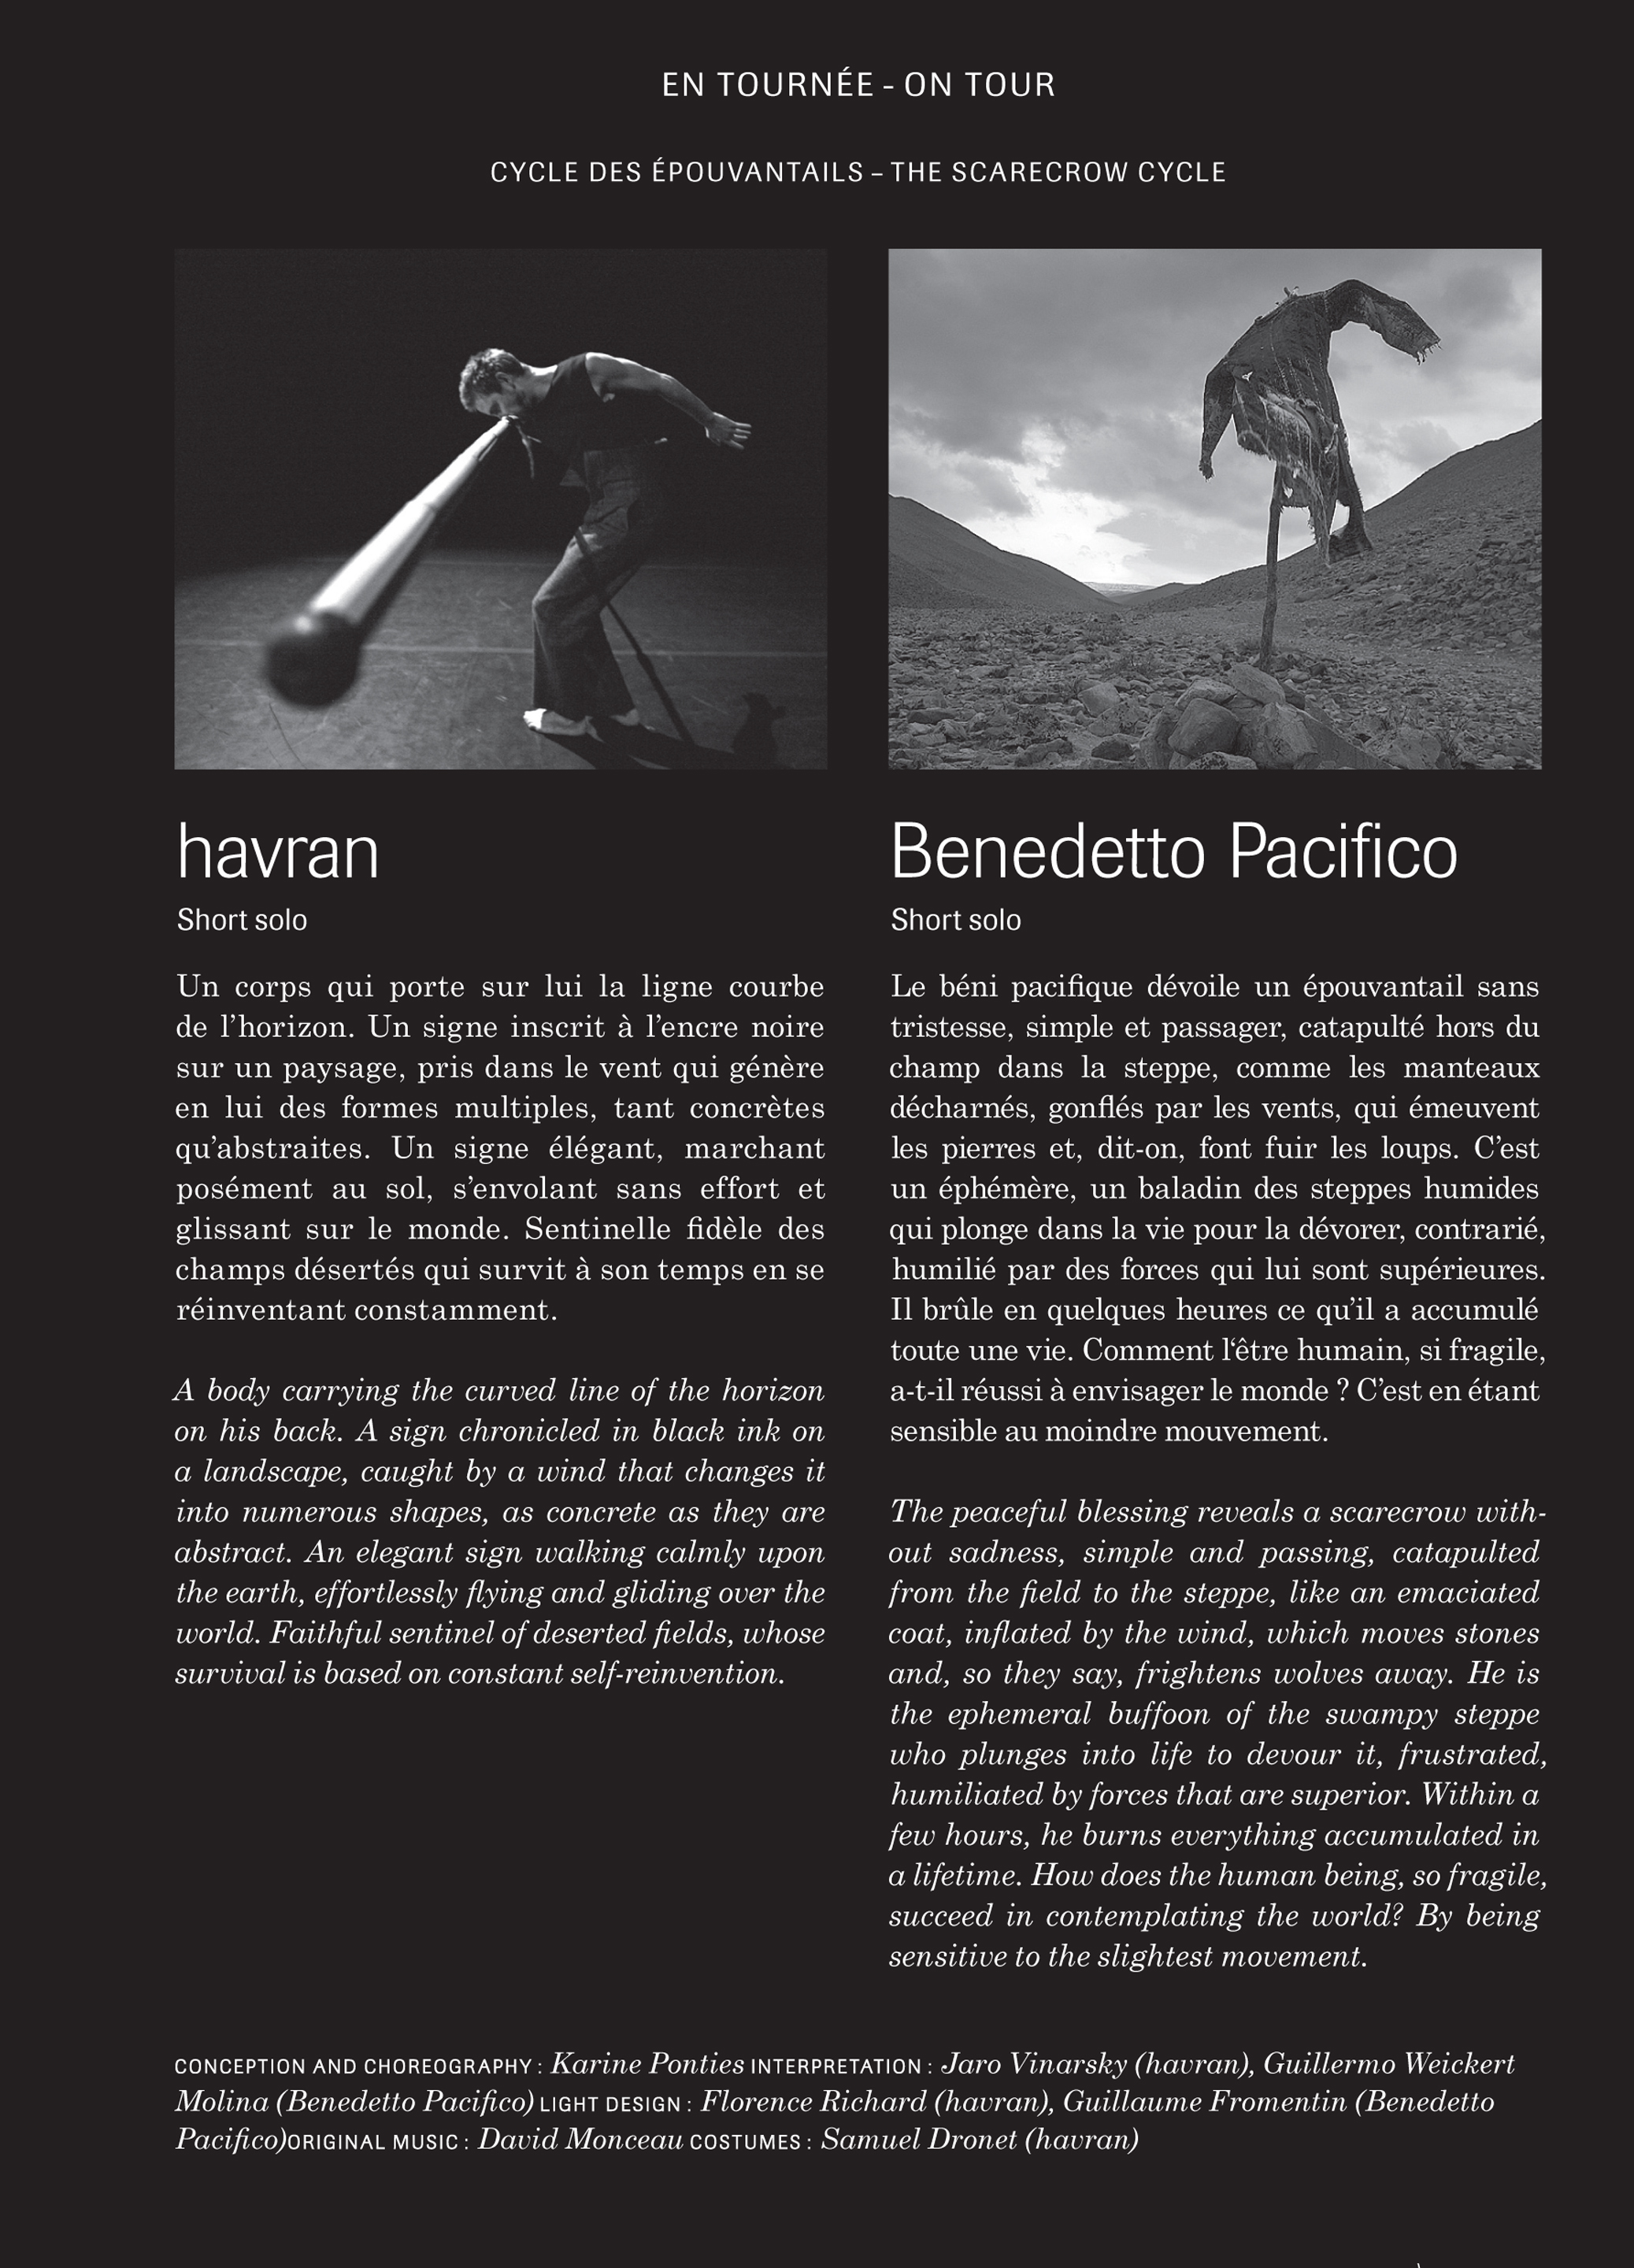 EN TOURNÉE - ON TOUR
CYCLE DES ÉPOUVANTAILS – THE SCARECROW CYCLE
havran
Short solo
Un corps qui porte sur lui la ligne courbe
de l’horizon. Un signe inscrit à l’encre noire
sur un paysage, pris dans le vent qui génère
en lui des formes multiples, tant concrètes
qu’abstraites. Un signe élégant, marchant
posément au sol, s’envolant sans effort et
glissant sur le monde. Sentinelle fidèle des
champs désertés qui survit à son temps en se
réinventant constamment.
A body carrying the curved line of the horizon
on his back. A sign chronicled in black ink on
a landscape, caught by a wind that changes it
into numerous shapes, as concrete as they are
abstract. An elegant sign walking calmly upon
the earth, effortlessly flying and gliding over the
world. Faithful sentinel of deserted fields, whose
survival is based on constant self-reinvention.
Benedetto Pacifico
Short solo
Le béni pacifique dévoile un épouvantail sans
tristesse, simple et passager, catapulté hors du
champ dans la steppe, comme les manteaux
décharnés, gonflés par les vents, qui émeuvent
les pierres et, dit-on, font fuir les loups. C’est
un éphémère, un baladin des steppes humides
qui plonge dans la vie pour la dévorer, contrarié,
humilié par des forces qui lui sont supérieures.
Il brûle en quelques heures ce qu’il a accumulé
toute une vie. Comment l‘être humain, si fragile,
a-t-il réussi à envisager le monde ? C’est en étant
sensible au moindre mouvement.
The peaceful blessing reveals a scarecrow with-
out sadness, simple and passing, catapulted
from the field to the steppe, like an emaciated
coat, inflated by the wind, which moves stones
and, so they say, frightens wolves away. He is
the ephemeral buffoon of the swampy steppe
who plunges into life to devour it, frustrated,
humiliated by forces that are superior. Within a
few hours, he burns everything accumulated in
a lifetime. How does the human being, so fragile,
succeed in contemplating the world? By being
sensitive to the slightest movement.
CONCEPTION AND CHOREOGRAPHY : Karine Ponties INTERPRETATION : Jaro Vinarsky (havran), Guillermo Weickert
Molina (Benedetto Pacifico) LIGHT DESIGN : Florence Richard (havran), Guillaume Fromentin (Benedetto
Pacifico)ORIGINAL MUSIC : David Monceau COSTUMES : Samuel Dronet (havran)